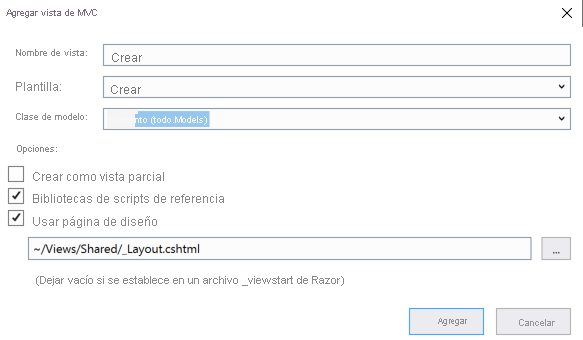 Agregar vista de MVC
Nombre de vista:
Crear
Plantilla:
Crear
Clase de modelo:
nto (todo.Models)
Opciones:
Crear como vista parcial
Bibliotecas de scripts de referencia
Usar página de diseño
~/Views/Shared/_Layout.cshtml
...
(Dejar vacío si se establece en un archivo _viewstart de Razor)
Agregar
Cancelar